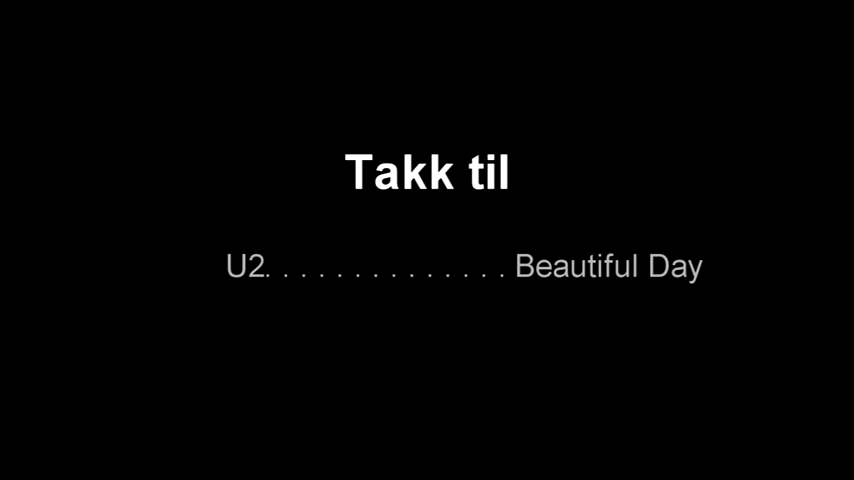 Takk til
U2. . . . . . . . . . . . . . Beautiful Day